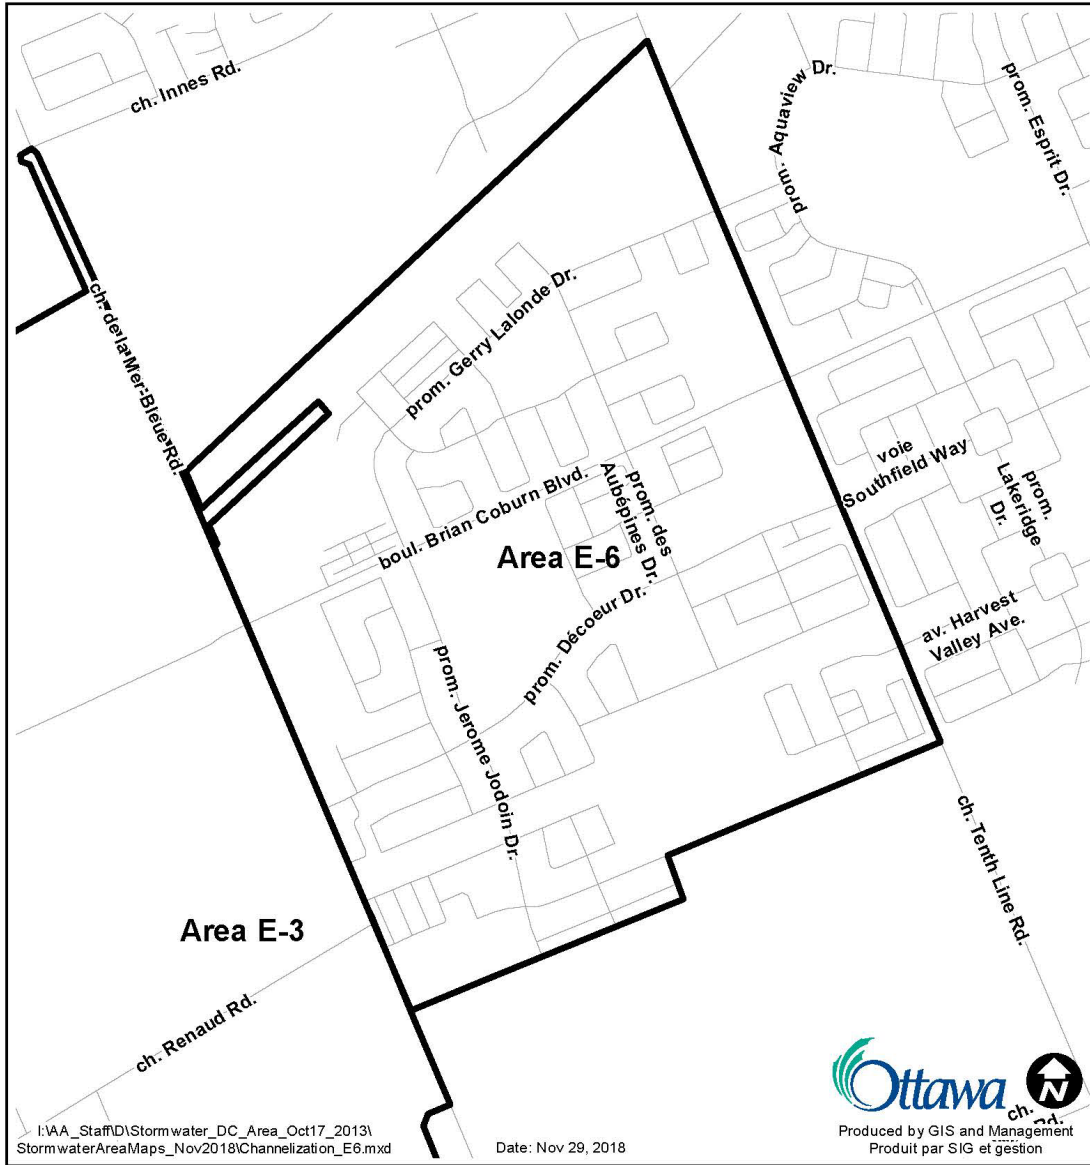 ch. Innes Rd.
prom. Aquaview Dr.
prom. Esprit Dr.
ch. de la Mer-Bleue Rd.
prom. Gerry Lalonde Dr.
boul. Brian Coburn Blvd.
prom. des
Aubépines Dr.
voie
Southfield Way
prom.
Lakeridge
Dr.
Area E-6
prom. Décoeur Dr.
av. Harvest
Valley Ave.
prom. Jerome Jodoin Dr.
ch. Tenth Line Rd.
Area E-3
ch. Renaud Rd.
Ottawa
N
ch.
Rd.
I:\AA_Staff\D\Stormwater_DC_Area_Oct17_2013\
StormwaterAreaMaps_Nov2018\Channelization_E6.mxd
Date: Nov 29, 2018
Produced by GIS and Management
Produit par SIG et gestion